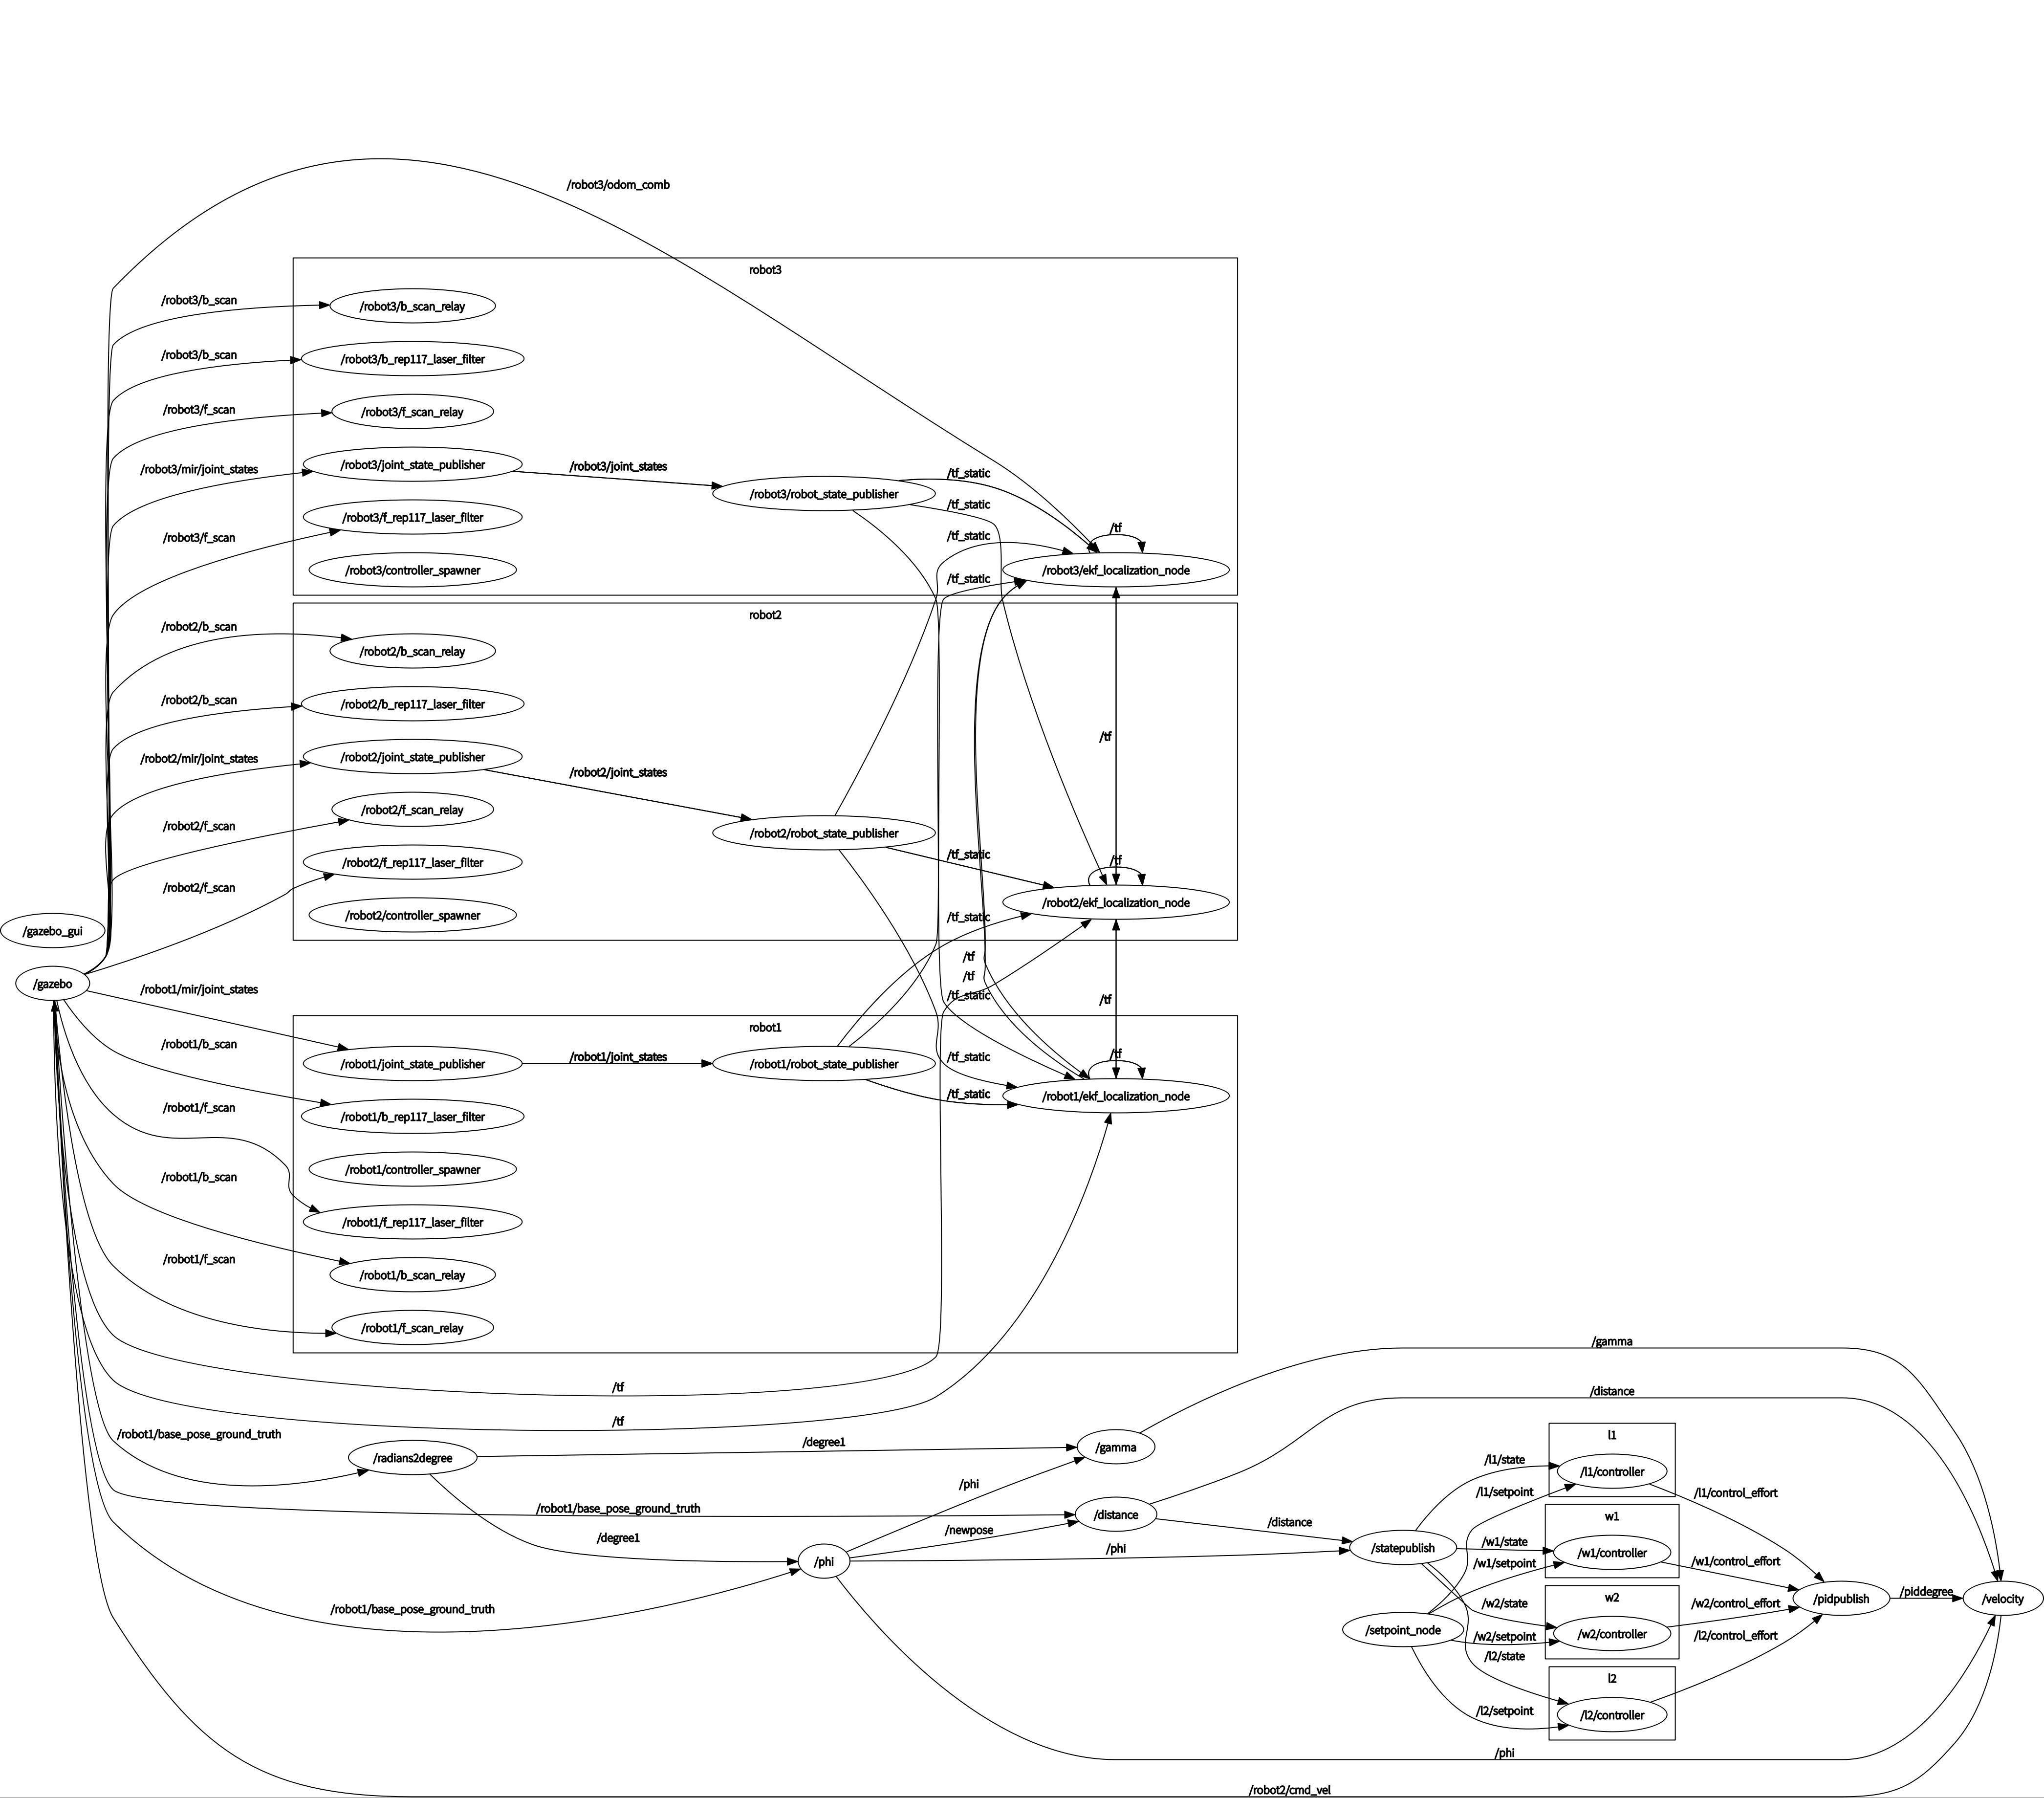 /robot3/odom_comb
robot3
/robot3/b_scan
/robot3/b_scan_relay
/robot3/b_scan
/robot3/b_rep117_laser_filter
/robot3/f_scan
/robot3/f_scan_relay
/robot3/mir/joint_states
/robot3/joint_state_publisher
/robot3/joint_states
/robot3/robot_state_publisher
/tf_static
/tf_static
/tf_static
/tf_static
/robot3/f_scan
/robot3/f_rep117_laser_filter
/tf
/robot3/controller_spawner
/robot3/ekf_localization_node
robot2
/robot2/b_scan
/robot2/b_scan_relay
/robot2/b_scan
/robot2/b_rep117_laser_filter
/tf
/robot2/mir/joint_states
/robot2/joint_state_publisher
/robot2/joint_states
/robot2/f_scan
/robot2/f_scan_relay
/robot2/robot_state_publisher
/tf_static
/tf
/robot2/f_scan
/robot2/f_rep117_laser_filter
/robot2/controller_spawner
/tf_static
/robot2/ekf_localization_node
/gazebo_gui
/gazebo
/tf
/tf
/tf_static
/tf
/robot1/mir/joint_states
robot1
/robot1/b_scan
/robot1/joint_state_publisher
/robot1/joint_states
/robot1/robot_state_publisher
/tf_static
/tf
/tf_static
/robot1/ekf_localization_node
/robot1/f_scan
/robot1/b_rep117_laser_filter
/robot1/controller_spawner
/robot1/b_scan
/robot1/f_rep117_laser_filter
/robot1/f_scan
/robot1/b_scan_relay
/robot1/f_scan_relay
/gamma
/tf
/distance
/tf
/robot1/base_pose_ground_truth
/radians2degree
/degree1
/gamma
l1
/l1/state
/l1/controller
/phi
/l1/setpoint
/l1/control_effort
/robot1/base_pose_ground_truth
/distance
/distance
w1
/degree1
/newpose
/phi
/phi
/statepublish
/w1/state
/w1/setpoint
/w1/controller
/w1/control_effort
/robot1/base_pose_ground_truth
w2
/w2/state
/w2/control_effort
/pidpublish
/piddegree
/velocity
/setpoint_node
/w2/setpoint
/w2/controller
/l2/control_effort
/l2/state
l2
/l2/setpoint
/l2/controller
/phi
/robot2/cmd_vel